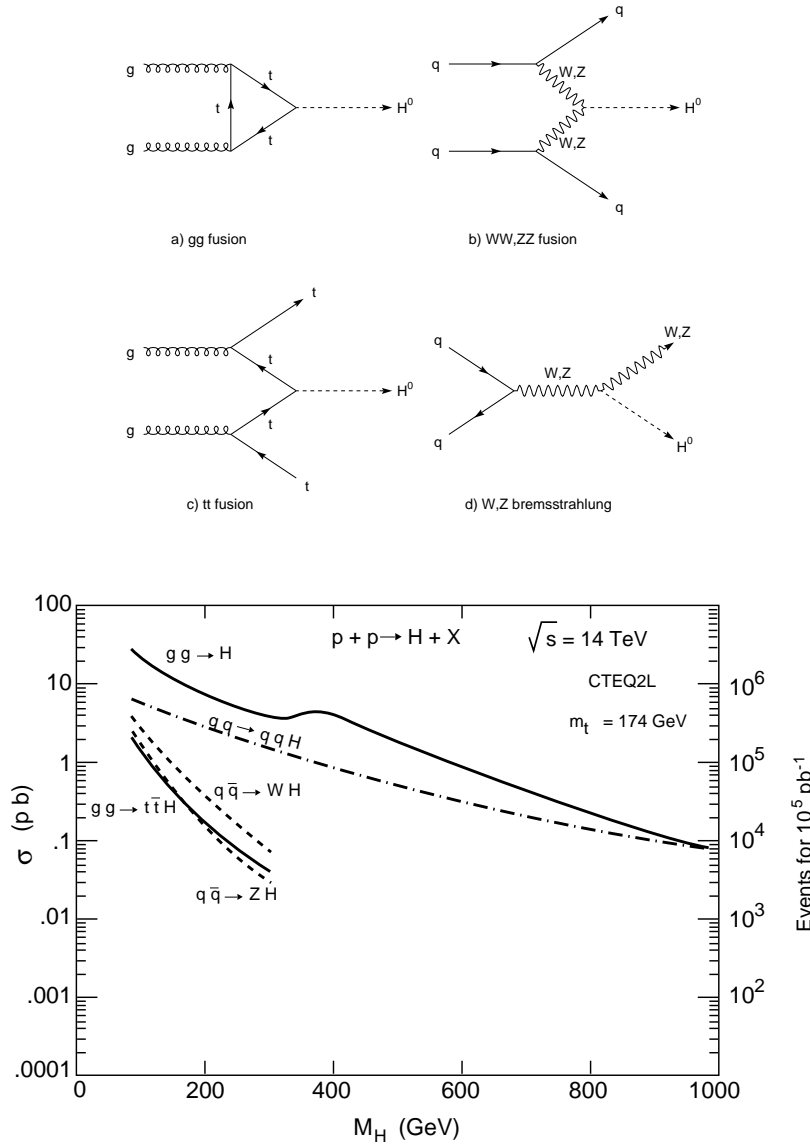 g
t
t
H⁰
g
t
a) gg fusion
q
q
W,Z
H⁰
q
W,Z
q
b) WW,ZZ fusion
t
g
t
H⁰
g
t
t
c) tt fusion
q
W,Z
W,Z
q
H⁰
d) W,Z bremsstrahlung
100
10
1
.1
.01
.001
.0001
σ (pb)
g g → H
p + p → H + X
√s = 14 TeV
CTEQ2L
m_t = 174 GeV
q q → q q H
q q̅ → W H
g g → t t̅ H
q q̅ → Z H
10⁶
10⁵
10⁴
10³
10²
Events for 10⁵ pb⁻¹
0
200
400
600
800
1000
M_H (GeV)